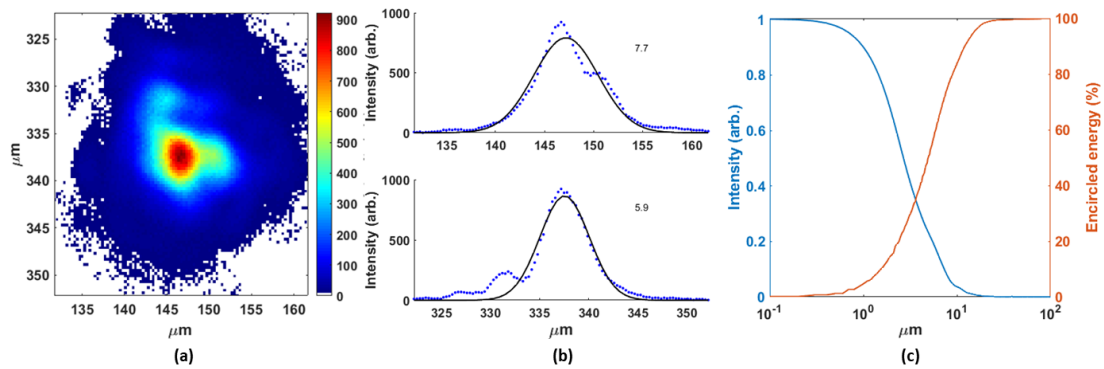 325
330
335
340
345
350
μm
135 140 145 150 155 160
μm
900
800
700
600
500
400
300
200
100
0
(a)
1000
500
0
Intensity (arb.)
7.7
135 140 145 150 155 160
1000
500
0
Intensity (arb.)
5.9
325 330 335 340 345 350
μm
(b)
1
0.8
0.6
0.4
0.2
0
Intensity (arb.)
100
80
60
40
20
0
Encircled energy (%)
10-1 100 101 102
μm
(c)